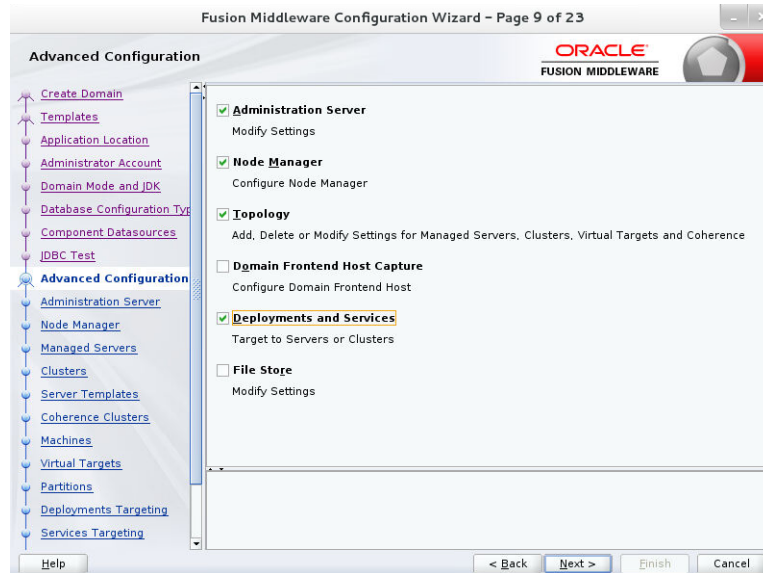 Fusion Middleware Configuration Wizard – Page 9 of 23
Advanced Configuration
ORACLE
FUSION MIDDLEWARE
Create Domain
Templates
Application Location
Administrator Account
Domain Mode and JDK
Database Configuration Typ
Component Datasources
JDBC Test
Advanced Configuration
Administration Server
Node Manager
Managed Servers
Clusters
Server Templates
Coherence Clusters
Machines
Virtual Targets
Partitions
Deployments Targeting
Services Targeting
Administration Server
Modify Settings
Node Manager
Configure Node Manager
Topology
Add, Delete or Modify Settings for Managed Servers, Clusters, Virtual Targets and Coherence
Domain Frontend Host Capture
Configure Domain Frontend Host
Deployments and Services
Target to Servers or Clusters
File Store
Modify Settings
Help
< Back
Next >
Finish
Cancel